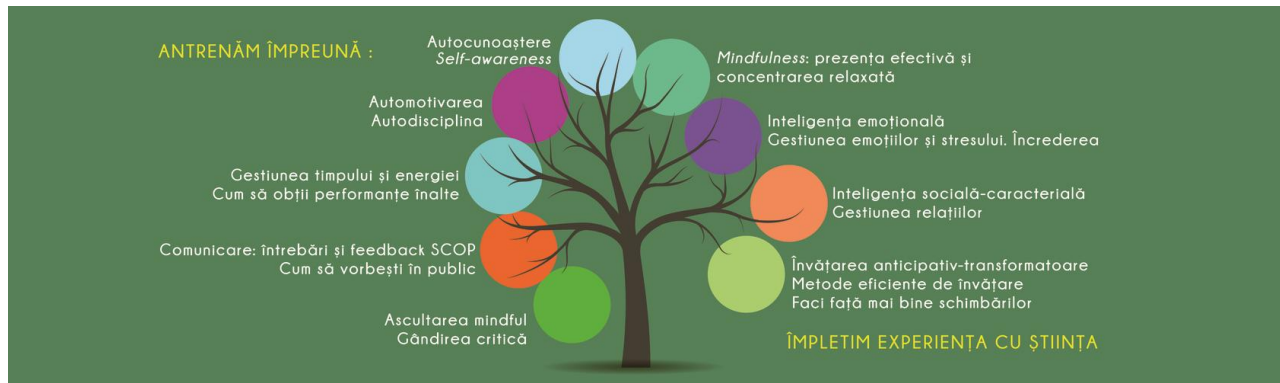 ANTRENĂM ÎMPREUNĂ :
Autocunoaștere
Self-awareness
Mindfulness: prezența efectivă și
concentrarea relaxată
Automotivarea
Autodisciplina
Inteligența emoțională
Gestiunea emoțiilor și stresului. Încrederea
Gestiunea timpului și energiei
Cum să obții performanțe înalte
Inteligența socială-caracterială
Gestiunea relațiilor
Comunicare: întrebări și feedback SCOP
Cum să vorbești în public
Învățarea anticipativ-transformatoare
Metode eficiente de învățare
Faci față mai bine schimbărilor
Ascultarea mindful
Gândirea critică
ÎMPLETIM EXPERIENȚA CU ȘTIINȚA